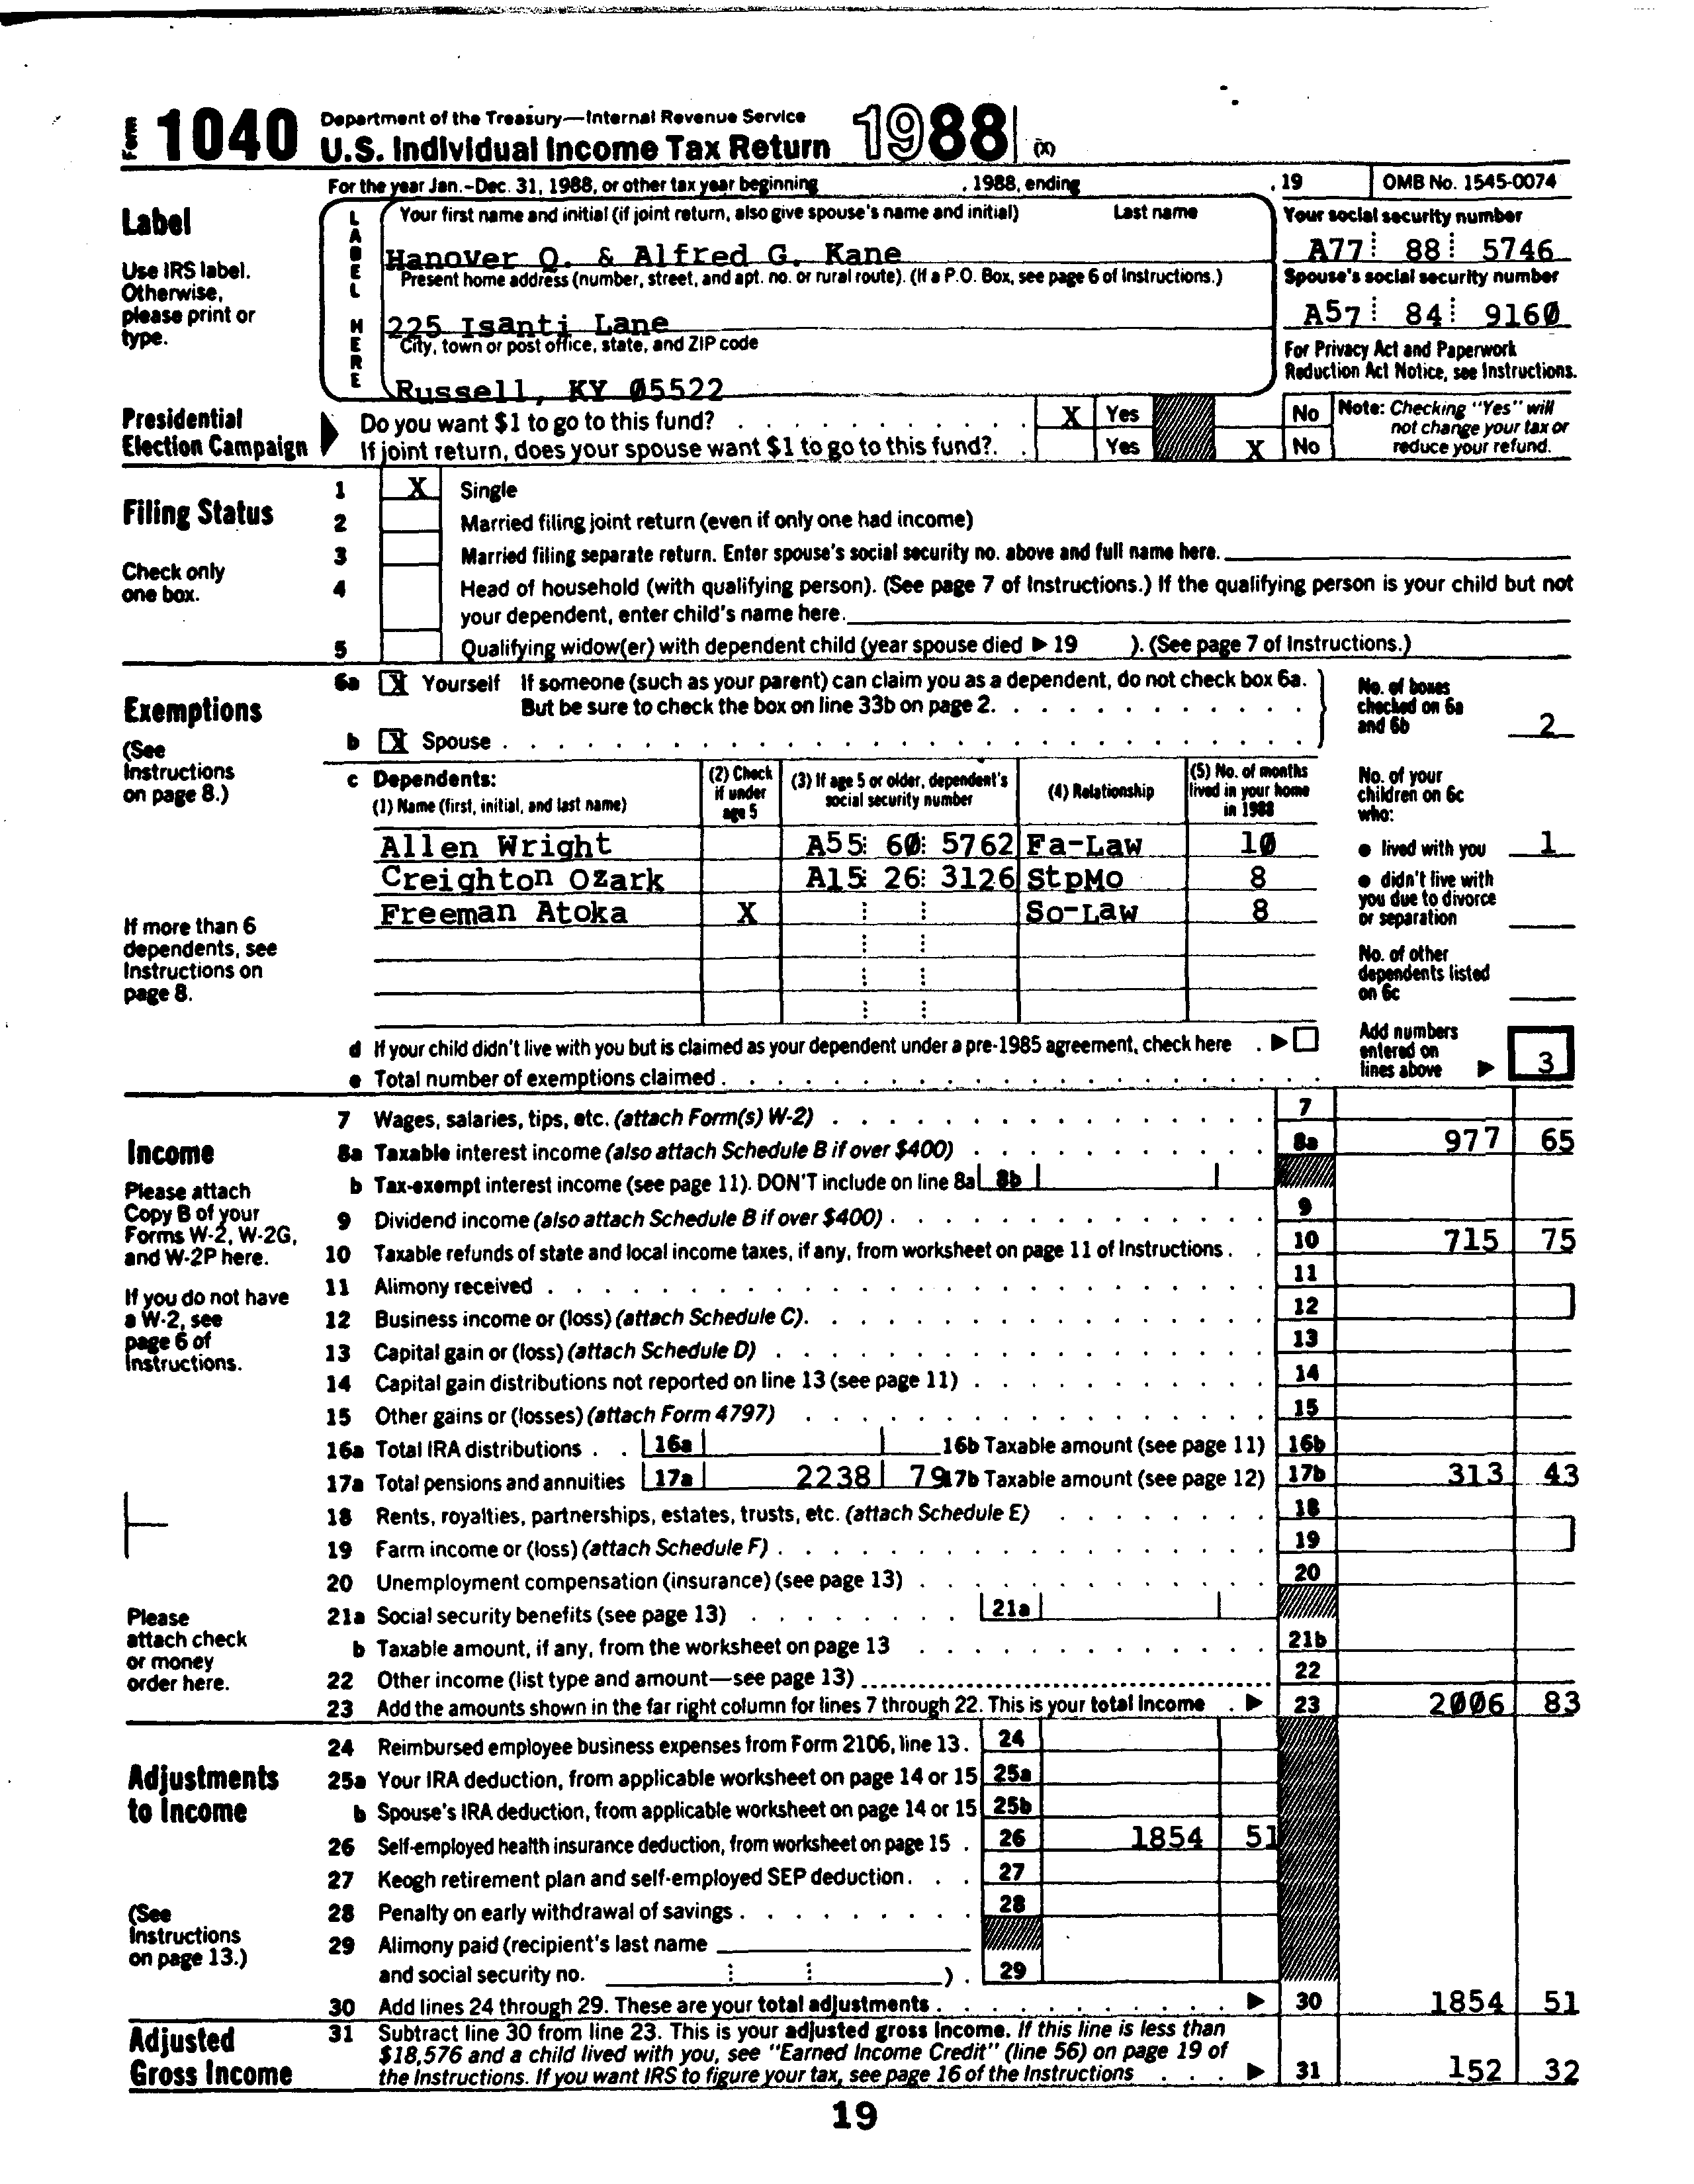 Form 1040 Department of the Treasury—Internal Revenue Service
U.S. Individual Income Tax Return 1988 (X)
For the year Jan.-Dec. 31, 1988, or other tax year beginning , 1988, ending , 19 OMB No. 1545-0074
Label
Use IRS label.
Otherwise,
please print or
type.
LABEL HERE
Your first name and initial (if joint return, also give spouse's name and initial) Last name
Hanover Q. & Alfred G. Kane
Present home address (number, street, and apt. no. or rural route). (If a P.O. Box, see page 6 of Instructions.)
225 Isanti Lane
City, town or post office, state, and ZIP code
Russell, KY 05522
Your social security number
A77 88 5746
Spouse's social security number
A57 84 9160
For Privacy Act and Paperwork
Reduction Act Notice, see Instructions.
Presidential
Election Campaign
Do you want $1 to go to this fund? X Yes No
If joint return, does your spouse want $1 to go to this fund? Yes X No
Note: Checking "Yes" will
not change your tax or
reduce your refund.
Filing Status
Check only
one box.
1 X Single
2 Married filing joint return (even if only one had income)
3 Married filing separate return. Enter spouse's social security no. above and full name here.
4 Head of household (with qualifying person). (See page 7 of Instructions.) If the qualifying person is your child but not
your dependent, enter child's name here.
5 Qualifying widow(er) with dependent child (year spouse died ▶ 19 ). (See page 7 of Instructions.)
Exemptions
(See
Instructions
on page 8.)
If more than 6
dependents, see
Instructions on
page 8.
6a X Yourself If someone (such as your parent) can claim you as a dependent, do not check box 6a.
But be sure to check the box on line 33b on page 2.
b X Spouse
No. of boxes
checked on 6a
and 6b 2
c Dependents:
(1) Name (first, initial, and last name)
(2) Check
if under
age 5
(3) If age 5 or older, dependent's
social security number
(4) Relationship
(5) No. of months
lived in your home
in 1988
Allen Wright A55 60 5762 Fa-Law 10
Creighton Ozark A15 26 3126 StpMo 8
Freeman Atoka X So-Law 8
No. of your
children on 6c
who:
● lived with you 1
● didn't live with
you due to divorce
or separation
No. of other
dependents listed
on 6c
d If your child didn't live with you but is claimed as your dependent under a pre-1985 agreement, check here ▶
e Total number of exemptions claimed
Add numbers
entered on
lines above ▶ 3
Income
Please attach
Copy B of your
Forms W-2, W-2G,
and W-2P here.
If you do not have
a W-2, see
page 6 of
Instructions.
Please
attach check
or money
order here.
7 Wages, salaries, tips, etc. (attach Form(s) W-2) 7
8a Taxable interest income (also attach Schedule B if over $400) 8a 977 65
b Tax-exempt interest income (see page 11). DON'T include on line 8a 8b
9 Dividend income (also attach Schedule B if over $400) 9
10 Taxable refunds of state and local income taxes, if any, from worksheet on page 11 of Instructions 10 715 75
11 Alimony received 11
12 Business income or (loss) (attach Schedule C) 12
13 Capital gain or (loss) (attach Schedule D) 13
14 Capital gain distributions not reported on line 13 (see page 11) 14
15 Other gains or (losses) (attach Form 4797) 15
16a Total IRA distributions 16a 16b Taxable amount (see page 11) 16b
17a Total pensions and annuities 17a 2238 79 17b Taxable amount (see page 12) 17b 313 43
18 Rents, royalties, partnerships, estates, trusts, etc. (attach Schedule E) 18
19 Farm income or (loss) (attach Schedule F) 19
20 Unemployment compensation (insurance) (see page 13) 20
21a Social security benefits (see page 13) 21a
b Taxable amount, if any, from the worksheet on page 13 21b
22 Other income (list type and amount—see page 13) 22
23 Add the amounts shown in the far right column for lines 7 through 22. This is your total income ▶ 23 2006 83
Adjustments
to Income
(See
Instructions
on page 13.)
24 Reimbursed employee business expenses from Form 2106, line 13. 24
25a Your IRA deduction, from applicable worksheet on page 14 or 15 25a
b Spouse's IRA deduction, from applicable worksheet on page 14 or 15 25b
26 Self-employed health insurance deduction, from worksheet on page 15 26 1854 51
27 Keogh retirement plan and self-employed SEP deduction 27
28 Penalty on early withdrawal of savings 28
29 Alimony paid (recipient's last name
and social security no. ) 29
30 Add lines 24 through 29. These are your total adjustments ▶ 30 1854 51
Adjusted
Gross Income
31 Subtract line 30 from line 23. This is your adjusted gross income. If this line is less than
$18,576 and a child lived with you, see "Earned Income Credit" (line 56) on page 19 of
the Instructions. If you want IRS to figure your tax, see page 16 of the Instructions ▶ 31 152 32
19